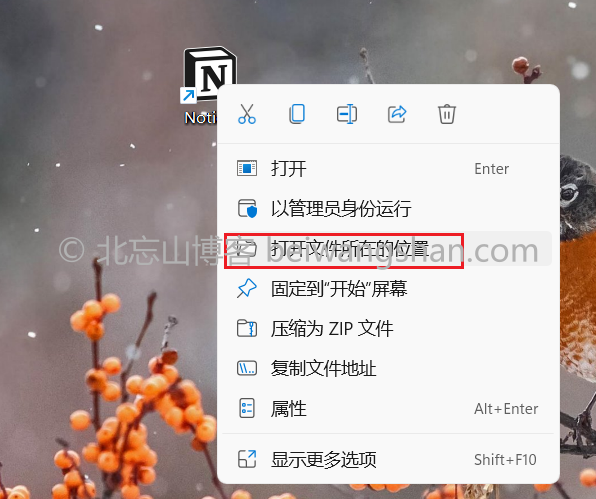 N
Noti
打开 Enter
以管理员身份运行
打开文件所在的位置
© 北忘山博客 beiwangshan.com
固定到“开始”屏幕
压缩为 ZIP 文件
复制文件地址
属性 Alt+Enter
显示更多选项 Shift+F10